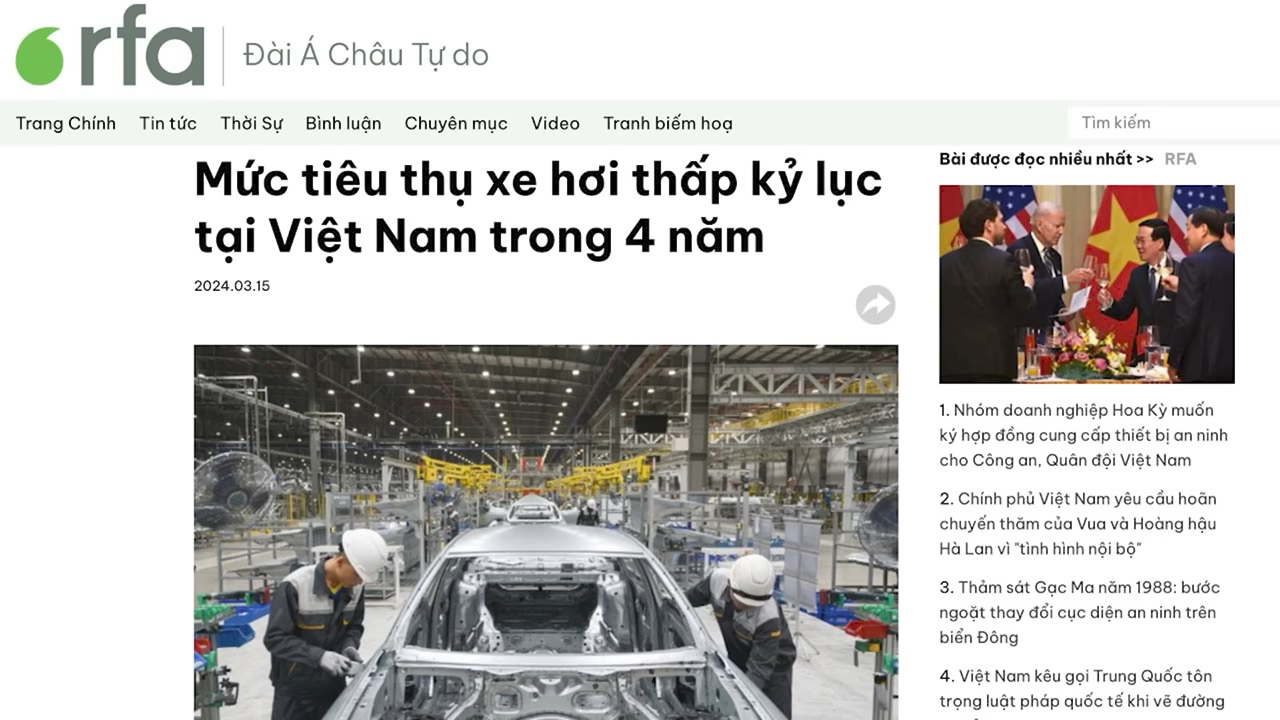 rfa
Đài Á Châu Tự do
Trang Chính Tin tức Thời Sự Bình luận Chuyên mục Video Tranh biếm hoạ
Tìm kiếm
Mức tiêu thụ xe hơi thấp kỷ lục
tại Việt Nam trong 4 năm
2024.03.15
Bài được đọc nhiều nhất >> RFA
1. Nhóm doanh nghiệp Hoa Kỳ muốn
ký hợp đồng cung cấp thiết bị an ninh
cho Công an, Quân đội Việt Nam
2. Chính phủ Việt Nam yêu cầu hoãn
chuyến thăm của Vua và Hoàng hậu
Hà Lan vì "tình hình nội bộ"
3. Thảm sát Gạc Ma năm 1988: bước
ngoặt thay đổi cục diện an ninh trên
biển Đông
4. Việt Nam kêu gọi Trung Quốc tôn
trọng luật pháp quốc tế khi vẽ đường